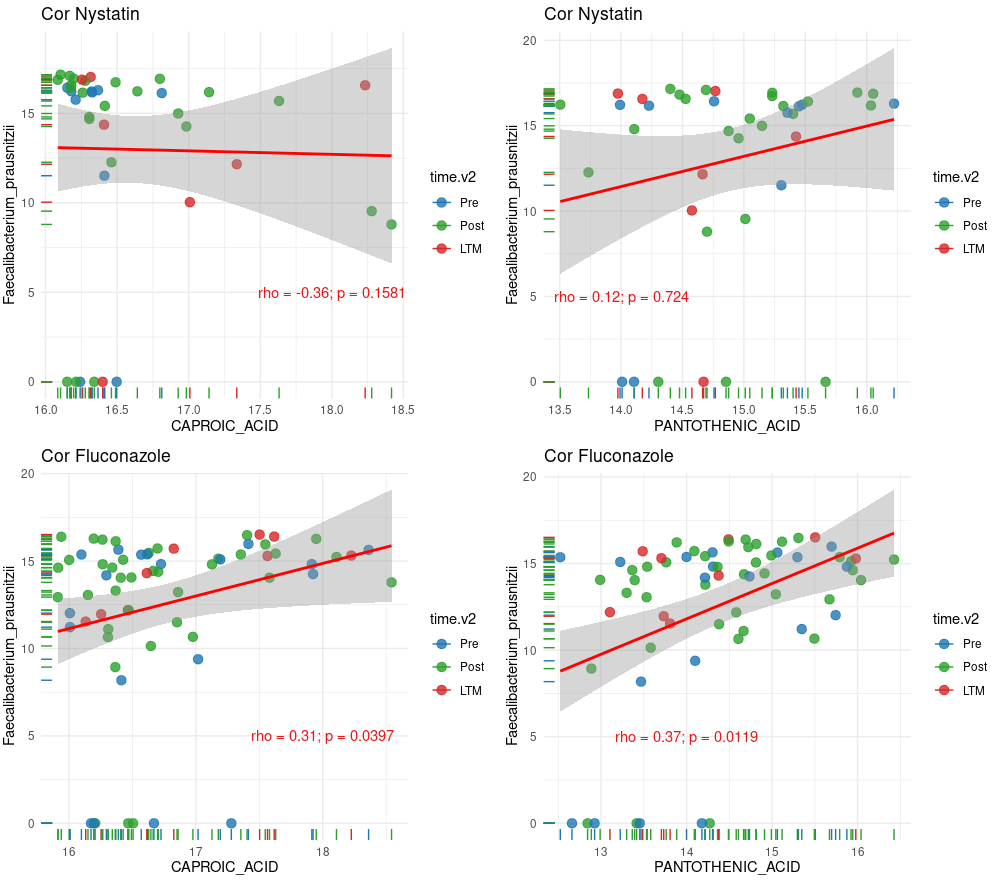 Cor Nystatin
Faecalibacterium_prausnitzii
15
10
5
0
rho = -0.36; p = 0.1581
16.0 16.5 17.0 17.5 18.0 18.5
CAPROIC_ACID
time.v2
Pre
Post
LTM
Cor Nystatin
Faecalibacterium_prausnitzii
20
15
10
5
0
rho = 0.12; p = 0.724
13.5 14.0 14.5 15.0 15.5 16.0
PANTOTHENIC_ACID
time.v2
Pre
Post
LTM
Cor Fluconazole
Faecalibacterium_prausnitzii
20
15
10
5
0
rho = 0.31; p = 0.0397
16 17 18
CAPROIC_ACID
time.v2
Pre
Post
LTM
Cor Fluconazole
Faecalibacterium_prausnitzii
20
15
10
5
0
rho = 0.37; p = 0.0119
13 14 15 16
PANTOTHENIC_ACID
time.v2
Pre
Post
LTM